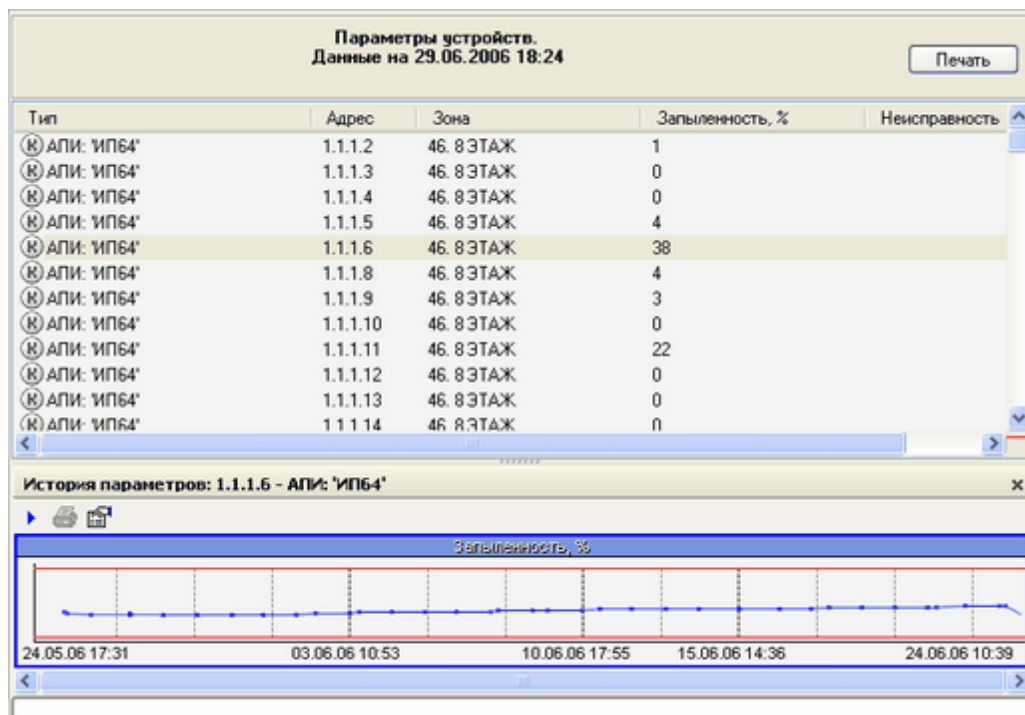 Параметры устройств.
Данные на 29.06.2006 18:24
Печать
Тип Адрес Зона Запыленность, % Неисправность
К АПИ: 'ИП64' 1.1.1.2 46. 8 ЭТАЖ 1
К АПИ: 'ИП64' 1.1.1.3 46. 8 ЭТАЖ 0
К АПИ: 'ИП64' 1.1.1.4 46. 8 ЭТАЖ 0
К АПИ: 'ИП64' 1.1.1.5 46. 8 ЭТАЖ 4
К АПИ: 'ИП64' 1.1.1.6 46. 8 ЭТАЖ 38
К АПИ: 'ИП64' 1.1.1.8 46. 8 ЭТАЖ 4
К АПИ: 'ИП64' 1.1.1.9 46. 8 ЭТАЖ 3
К АПИ: 'ИП64' 1.1.1.10 46. 8 ЭТАЖ 0
К АПИ: 'ИП64' 1.1.1.11 46. 8 ЭТАЖ 22
К АПИ: 'ИП64' 1.1.1.12 46. 8 ЭТАЖ 0
К АПИ: 'ИП64' 1.1.1.13 46. 8 ЭТАЖ 0
К АПИ: 'ИП64' 1.1.1.14 46. 8 ЭТАЖ 0
История параметров: 1.1.1.6 - АПИ: 'ИП64'
Запыленность, %
24.05.06 17:31 03.06.06 10:53 10.06.06 17:55 15.06.06 14:36 24.06.06 10:39